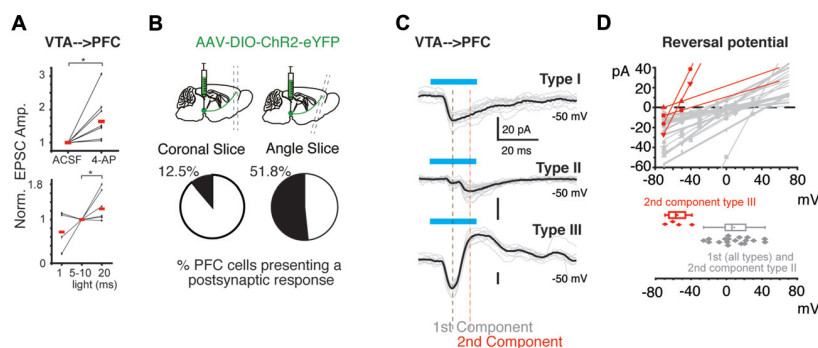 A
VTA-->PFC
Norm. EPSC Amp.
3
2
1
*
ACSF 4-AP
1.8
1.2
0
*
1 5-10 20
light (ms)
B
AAV-DIO-ChR2-eYFP
Coronal Slice
12.5%
Angle Slice
51.8%
% PFC cells presenting a
postsynaptic response
C
VTA-->PFC
Type I
-50 mV
20 pA
20 ms
Type II
-50 mV
Type III
-50 mV
1st Component
2nd Component
D
Reversal potential
pA
40
20
0
-20
-40
-60
-80 -40 0 40 80
mV
2nd component type III
1st (all types) and
2nd component type II
-80 -40 0 40 80
mV